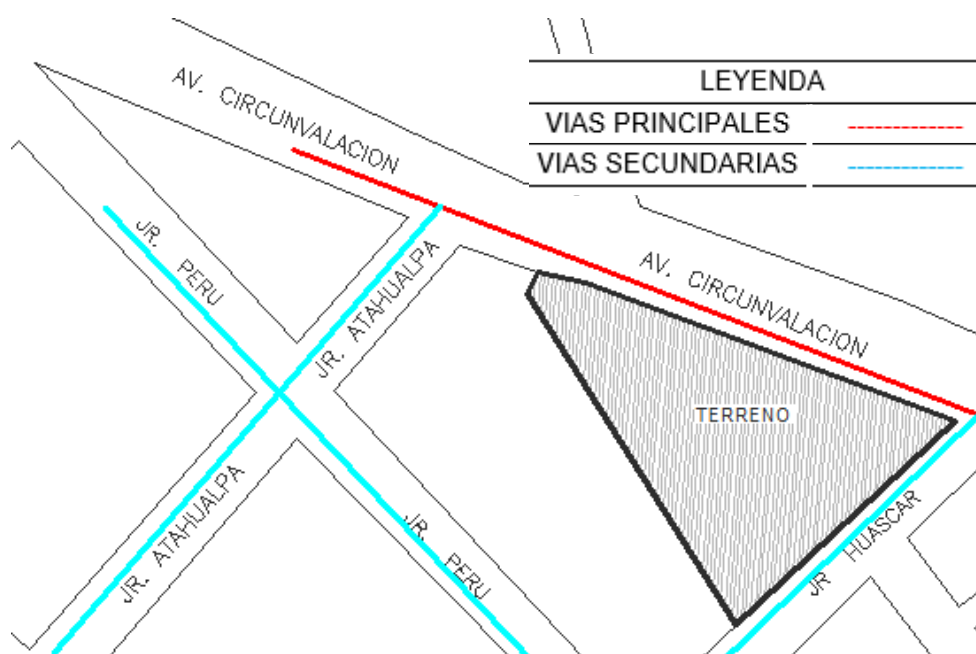 AV. CIRCUNVALACION
LEYENDA
VIAS PRINCIPALES
VIAS SECUNDARIAS
JR. PERU
JR. ATAHUALPA
AV. CIRCUNVALACION
TERRENO
JR. ATAHUALPA
JR. PERU
JR HUASCAR